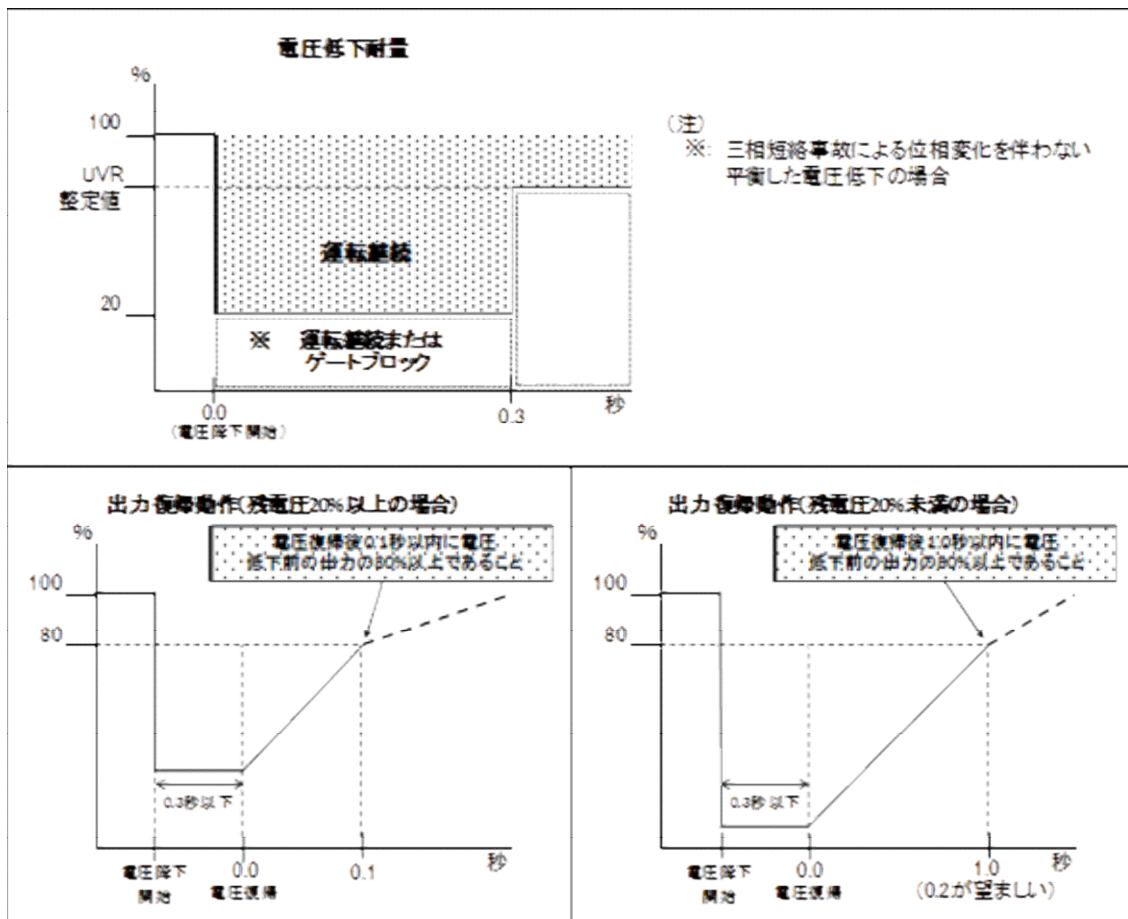 電圧低下耐量
%
100
UVR
整定値
20
運転継続
※ 運転継続または
ゲートブロック
0.0
(電圧降下開始)
0.3
秒
(注)
※: 三相短絡事故による位相変化を伴わない
平衡した電圧低下の場合
出力復帰動作(残電圧20%以上の場合)
%
電圧復帰後0.1秒以内に電圧
低下前の出力の80%以上であること
100
80
0.3秒以下
電圧降下
開始
0.0
電圧復帰
0.1
秒
出力復帰動作(残電圧20%未満の場合)
%
電圧復帰後1.0秒以内に電圧
低下前の出力の80%以上であること
100
80
0.3秒以下
電圧降下
開始
0.0
電圧復帰
1.0
(0.2が望ましい)
秒